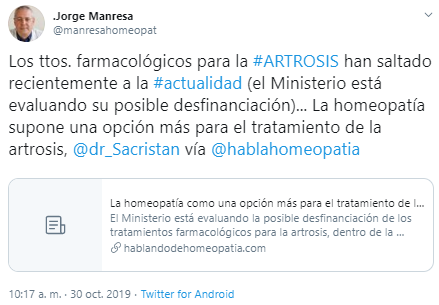 .Jorge Manresa
@manresahomeopat
Los ttos. farmacológicos para la #ARTROSIS han saltado
recientemente a la #actualidad (el Ministerio está
evaluando su posible desfinanciación)... La homeopatía
supone una opción más para el tratamiento de la
artrosis, @dr_Sacristan vía @hablahomeopatia
La homeopatía como una opción más para el tratamiento de l...
El Ministerio está evaluando la posible desfinanciación de los
tratamientos farmacológicos para la artrosis, dentro de la ...
hablandodehomeopatia.com
10:17 a. m. · 30 oct. 2019 · Twitter for Android